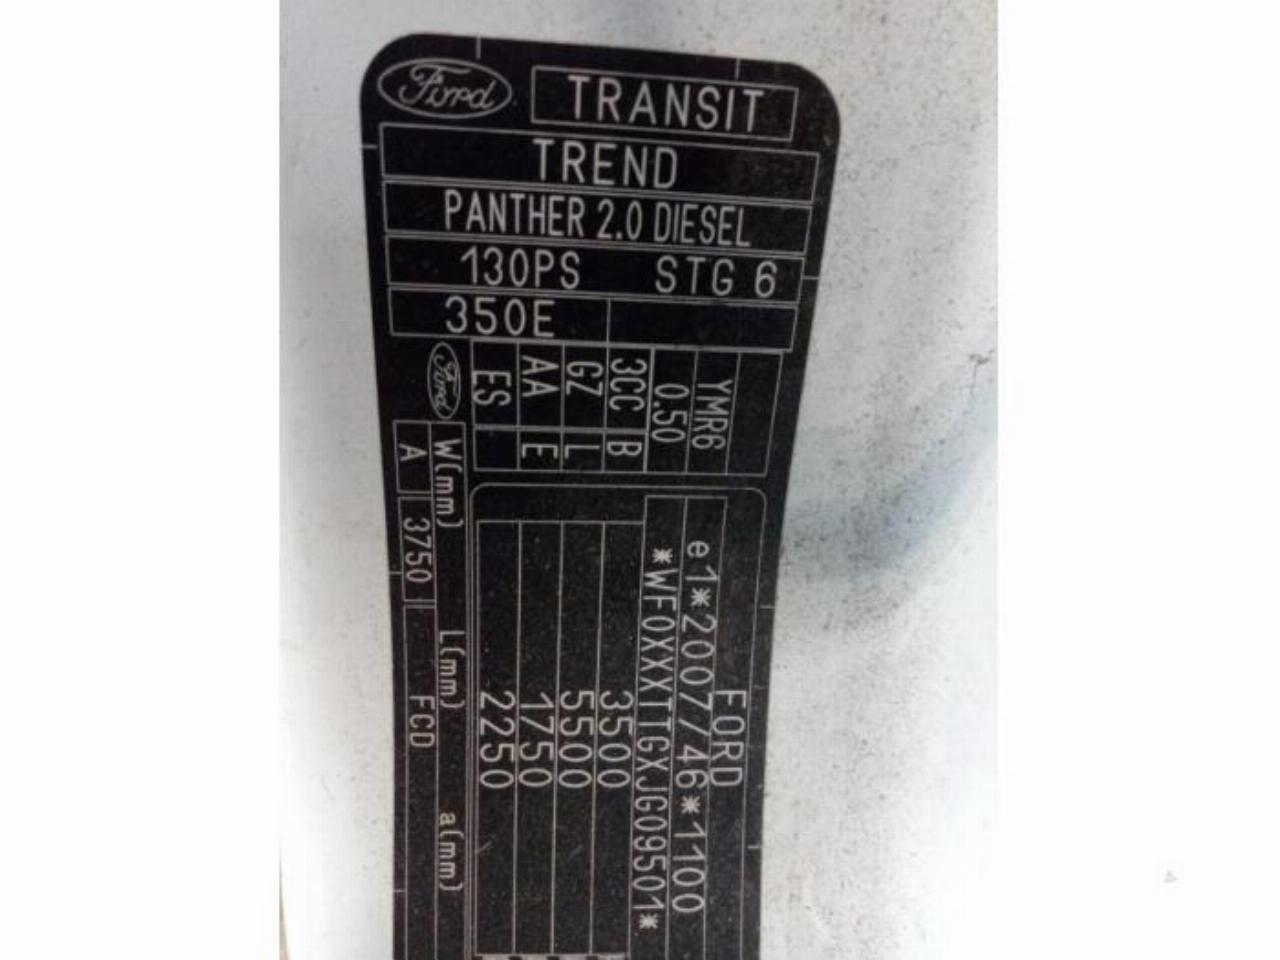 Ford
TRANSIT
TREND
PANTHER 2.0 DIESEL
130PS STG 6
350E
YMR6
0.50
3CC B
GZ L
AA E
ES
FORD
e1*2007/46*1100
*WF0XXXTTGXJG09501*
3500
5500
1750
2250
Ford
W(mm) L(mm) a(mm)
A 3750 FCD